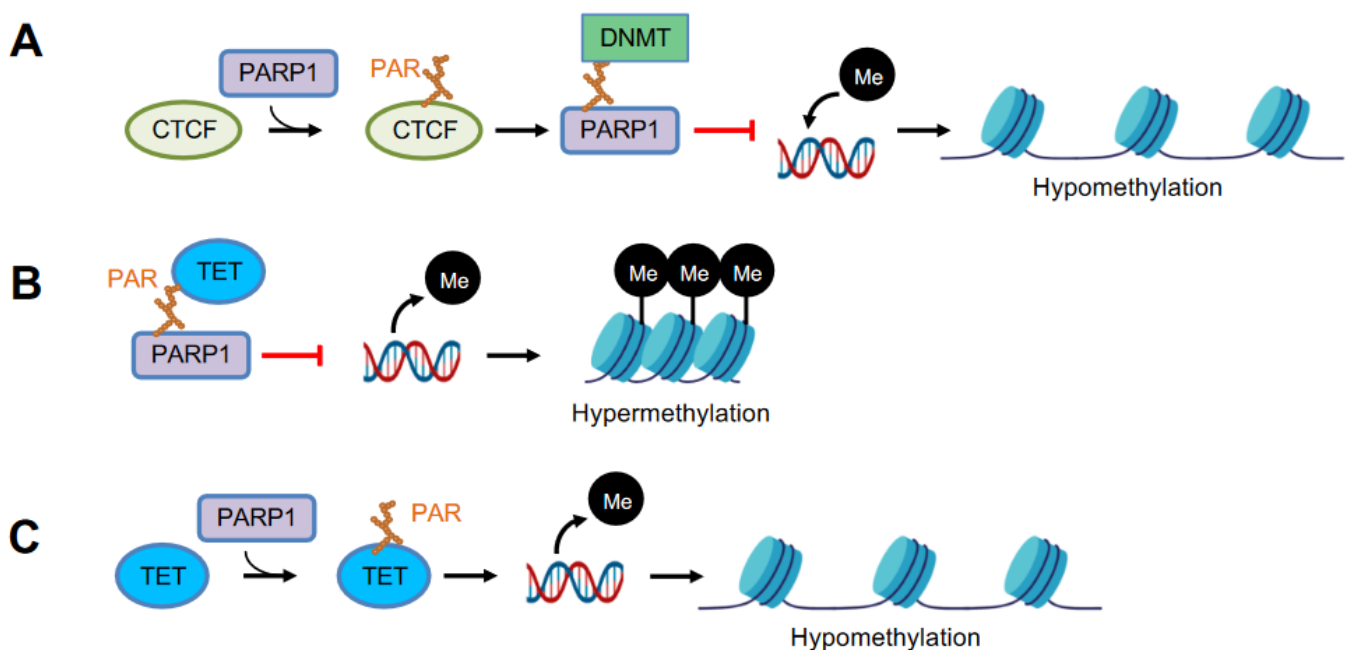 A
PARP1
CTCF
PAR
CTCF
DNMT
PARP1
Me
Hypomethylation
B
PAR
TET
PARP1
Me
Me Me Me
Hypermethylation
C
PARP1
TET
PAR
TET
Me
Hypomethylation